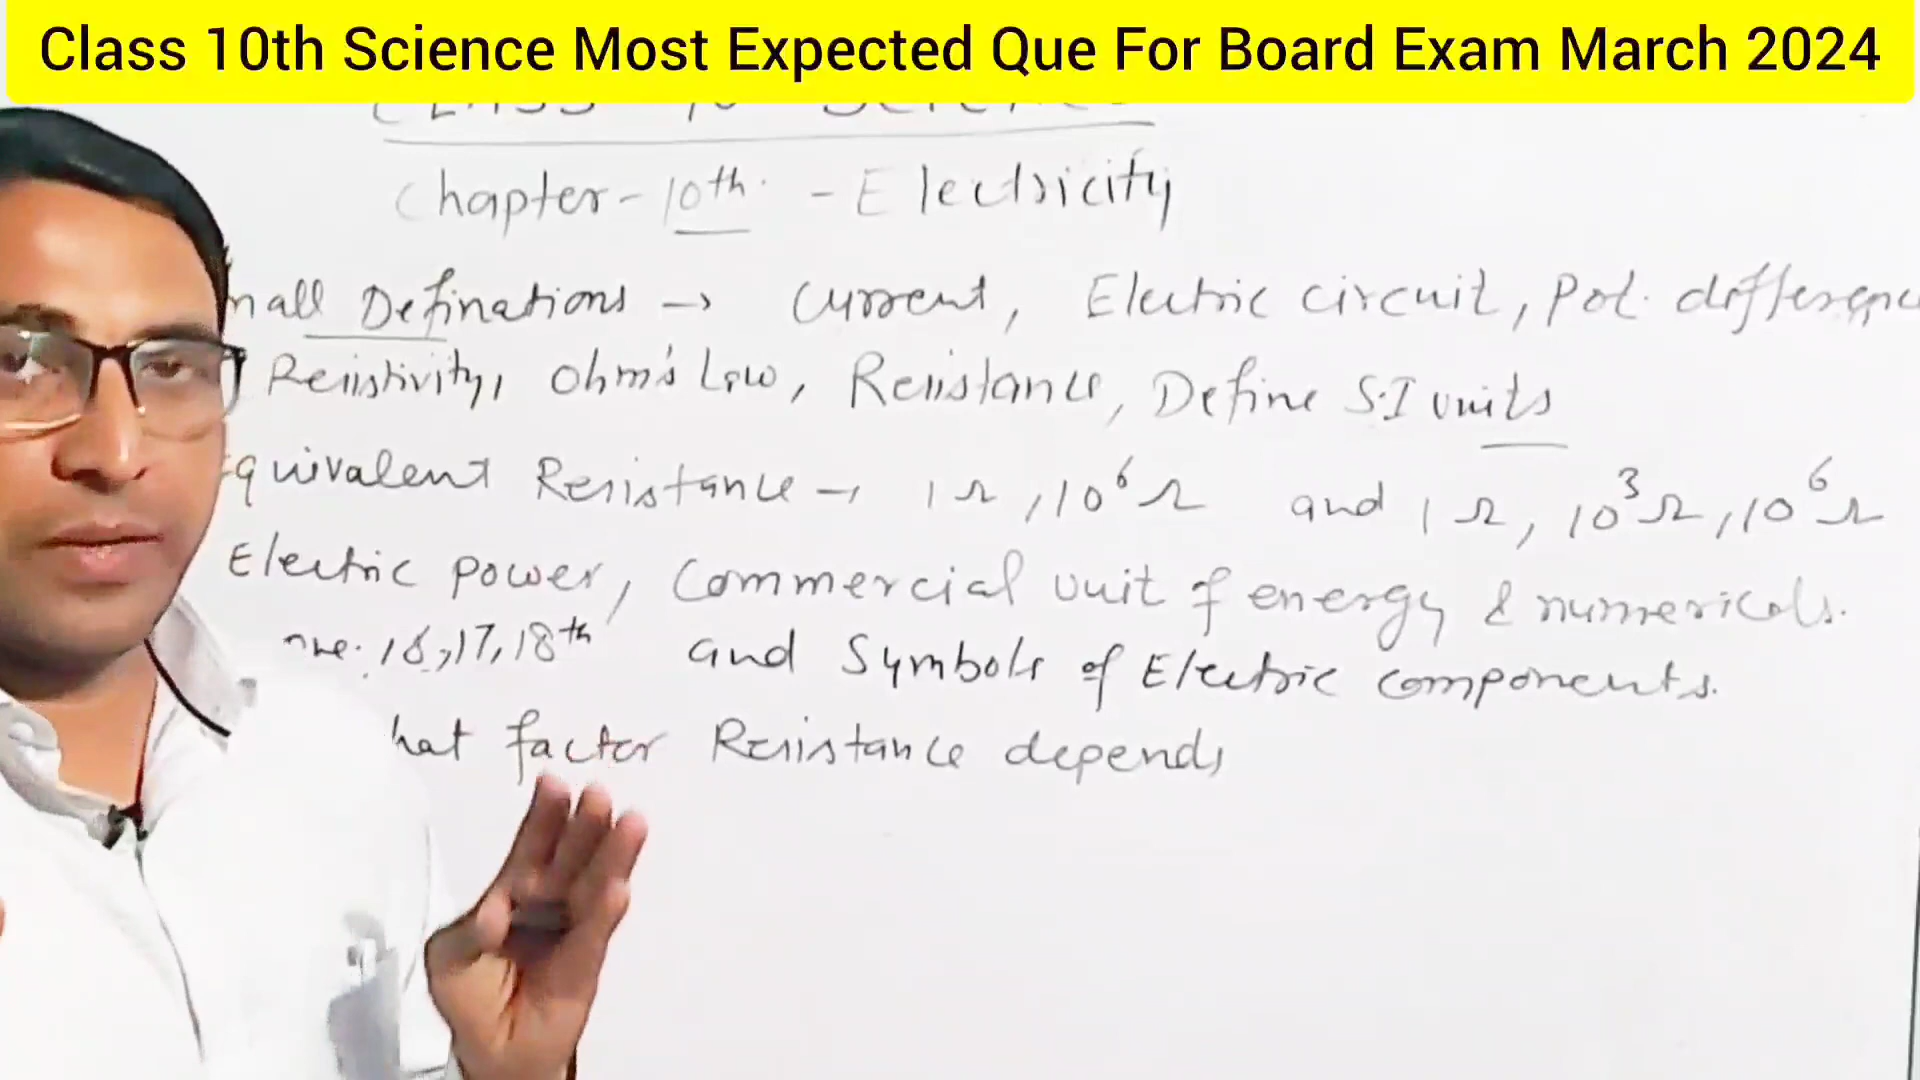 Class 10th Science Most Expected Que For Board Exam March 2024
Chapter - 10th. - Electricity
mall Definations → Current, Electric circuit, Pot. difference
Resistivity, Ohm's Law, Resistance, Define S.I units
quivalent Resistance → 1Ω, 10⁶Ω and 1Ω, 10³Ω, 10⁶Ω
Electric power, Commercial unit of energy & numericals.
16,17,18th and Symbols of Electric components.
hat factor Resistance depends